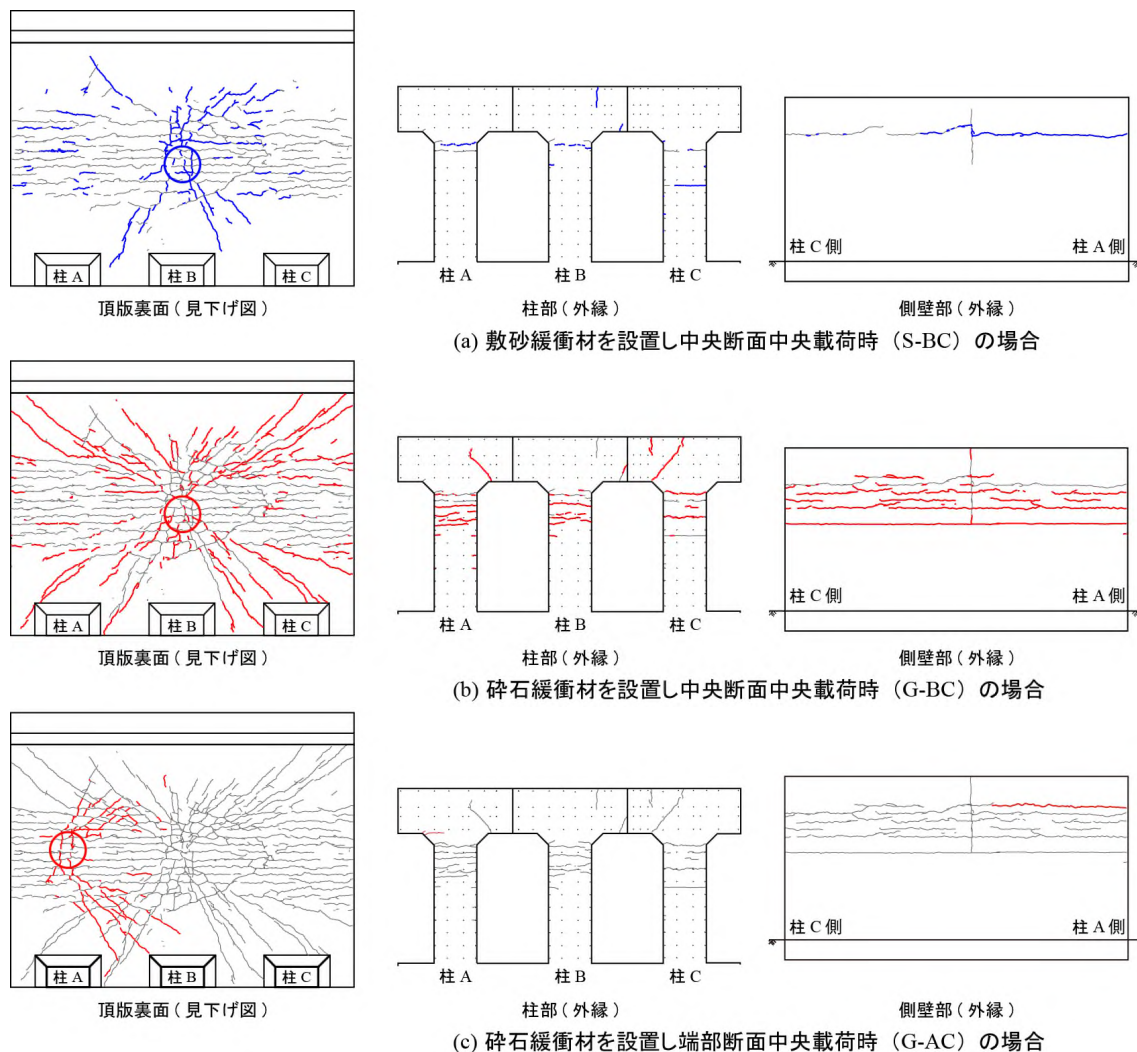 柱 A
柱 B
柱 C
頂版裏面 ( 見下げ図 )
柱 A
柱 B
柱 C
柱部 ( 外縁 )
柱 C 側
柱 A 側
側壁部 ( 外縁 )
(a) 敷砂緩衝材を設置し中央断面中央載荷時（S-BC）の場合
柱 A
柱 B
柱 C
頂版裏面 ( 見下げ図 )
柱 A
柱 B
柱 C
柱部 ( 外縁 )
柱 C 側
柱 A 側
側壁部 ( 外縁 )
(b) 砕石緩衝材を設置し中央断面中央載荷時（G-BC）の場合
柱 A
柱 B
柱 C
頂版裏面 ( 見下げ図 )
柱 A
柱 B
柱 C
柱部 ( 外縁 )
柱 C 側
柱 A 側
側壁部 ( 外縁 )
(c) 砕石緩衝材を設置し端部断面中央載荷時（G-AC）の場合